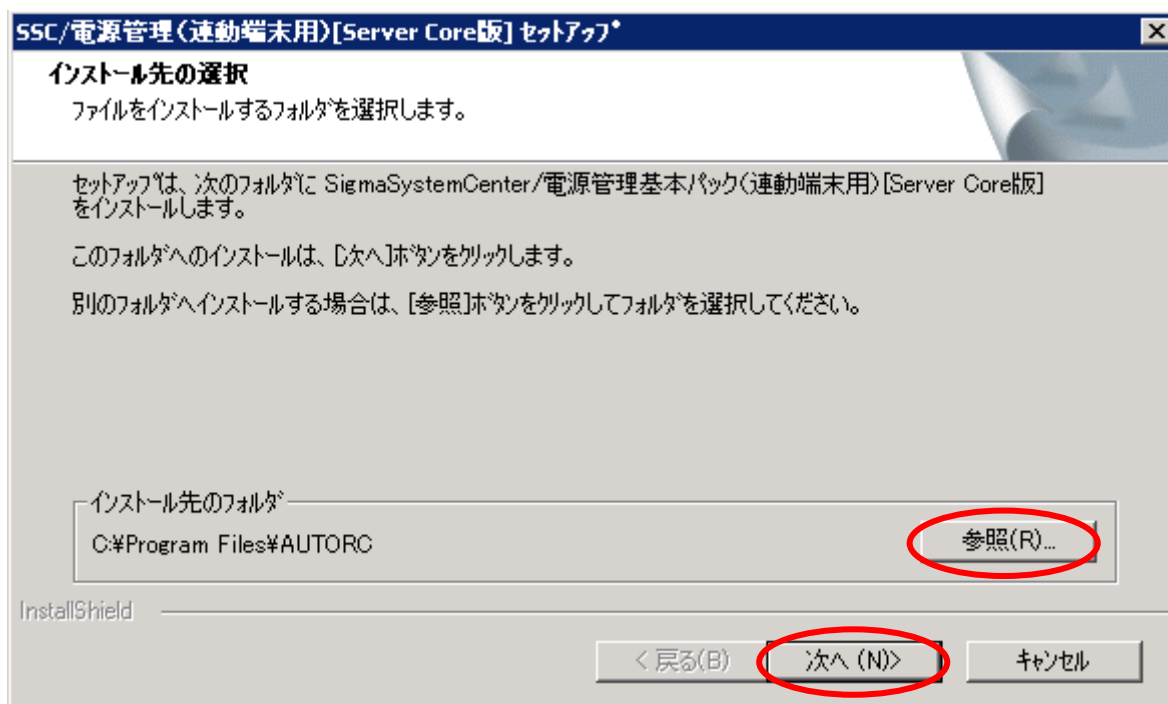 SSC/電源管理(連動端末用)[Server Core版] セットアップ
インストール先の選択
ファイルをインストールするフォルダを選択します。
セットアップは、次のフォルダに SigmaSystemCenter/電源管理基本パック(連動端末用)[Server Core版]
をインストールします。
このフォルダへのインストールは、[次へ]ボタンをクリックします。
別のフォルダへインストールする場合は、[参照]ボタンをクリックしてフォルダを選択してください。
インストール先のフォルダ
C:¥Program Files¥AUTORC
参照(R)...
InstallShield
< 戻る(B)
次へ (N)>
キャンセル